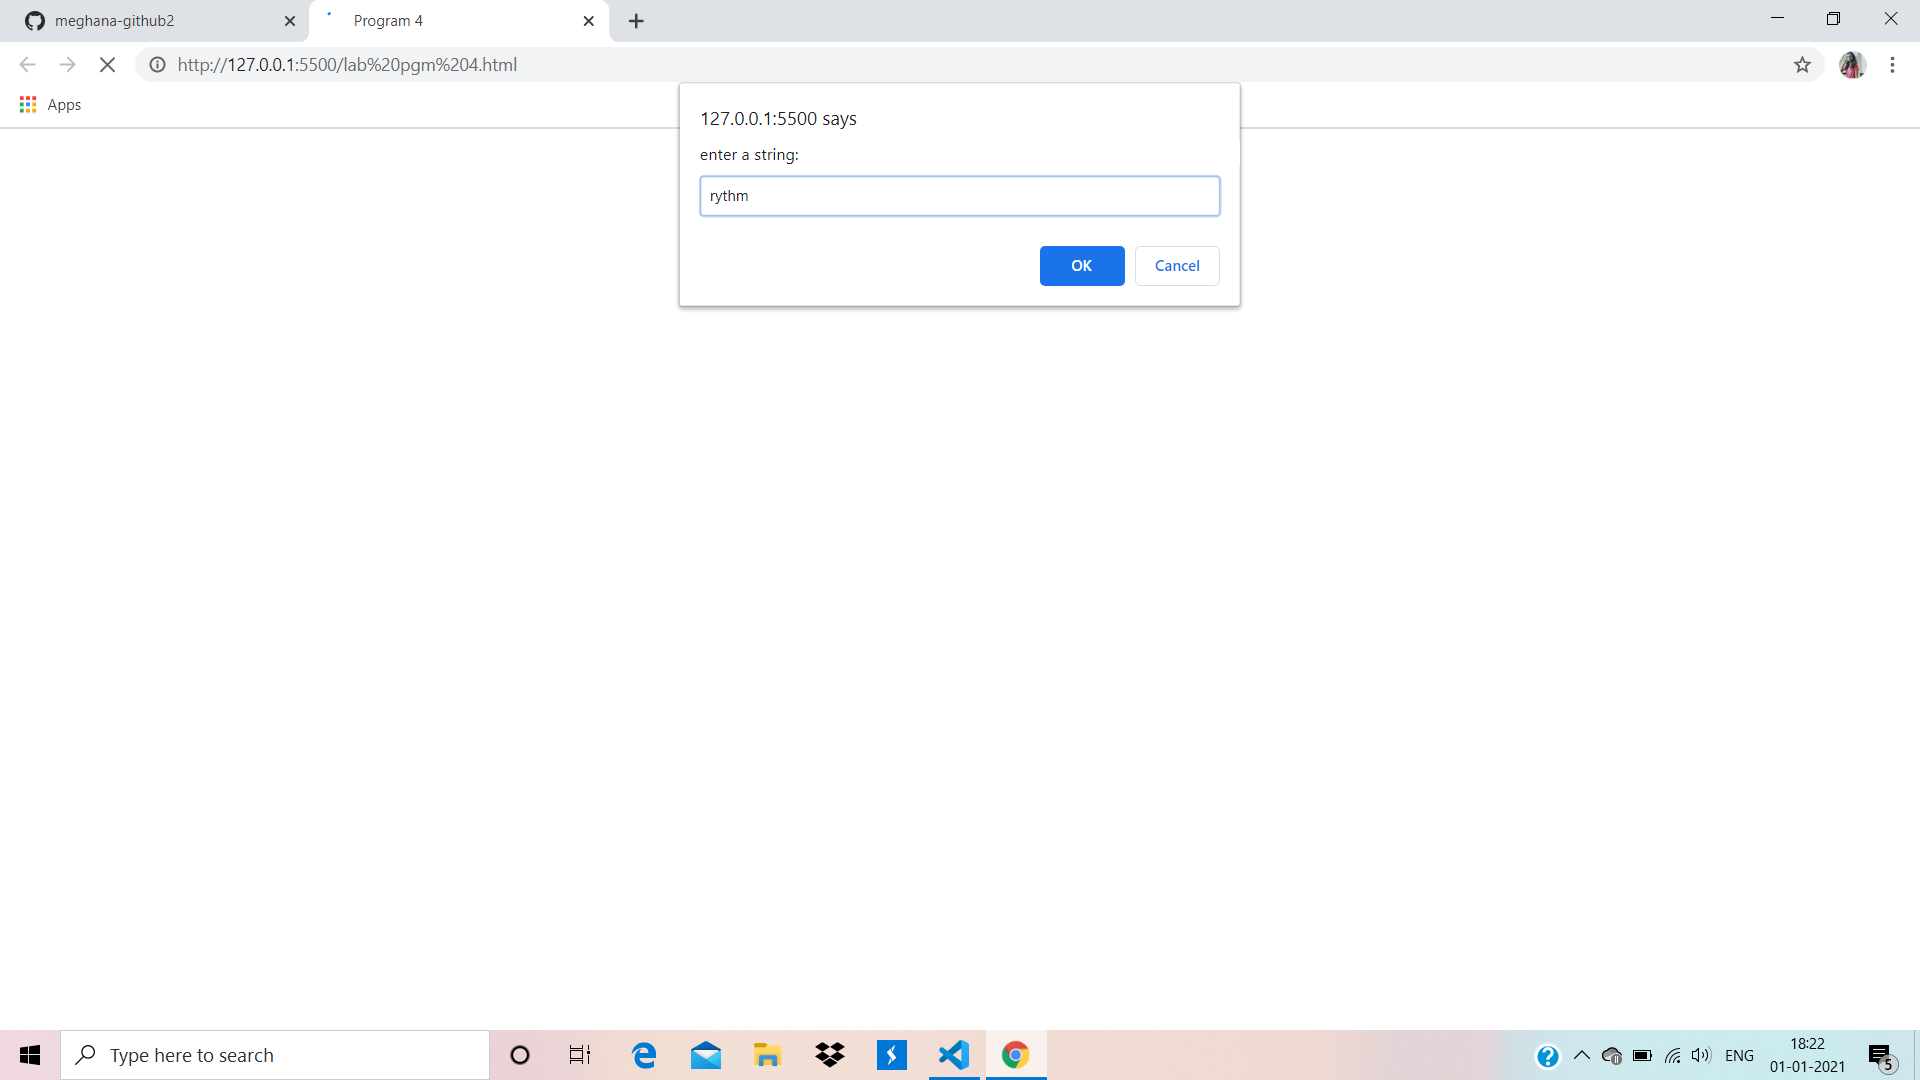 meghana-github2
Program 4
http://127.0.0.1:5500/lab%20pgm%204.html
Apps
127.0.0.1:5500 says
enter a string:
rythm
OK
Cancel
Type here to search
ENG
18:22
01-01-2021
5